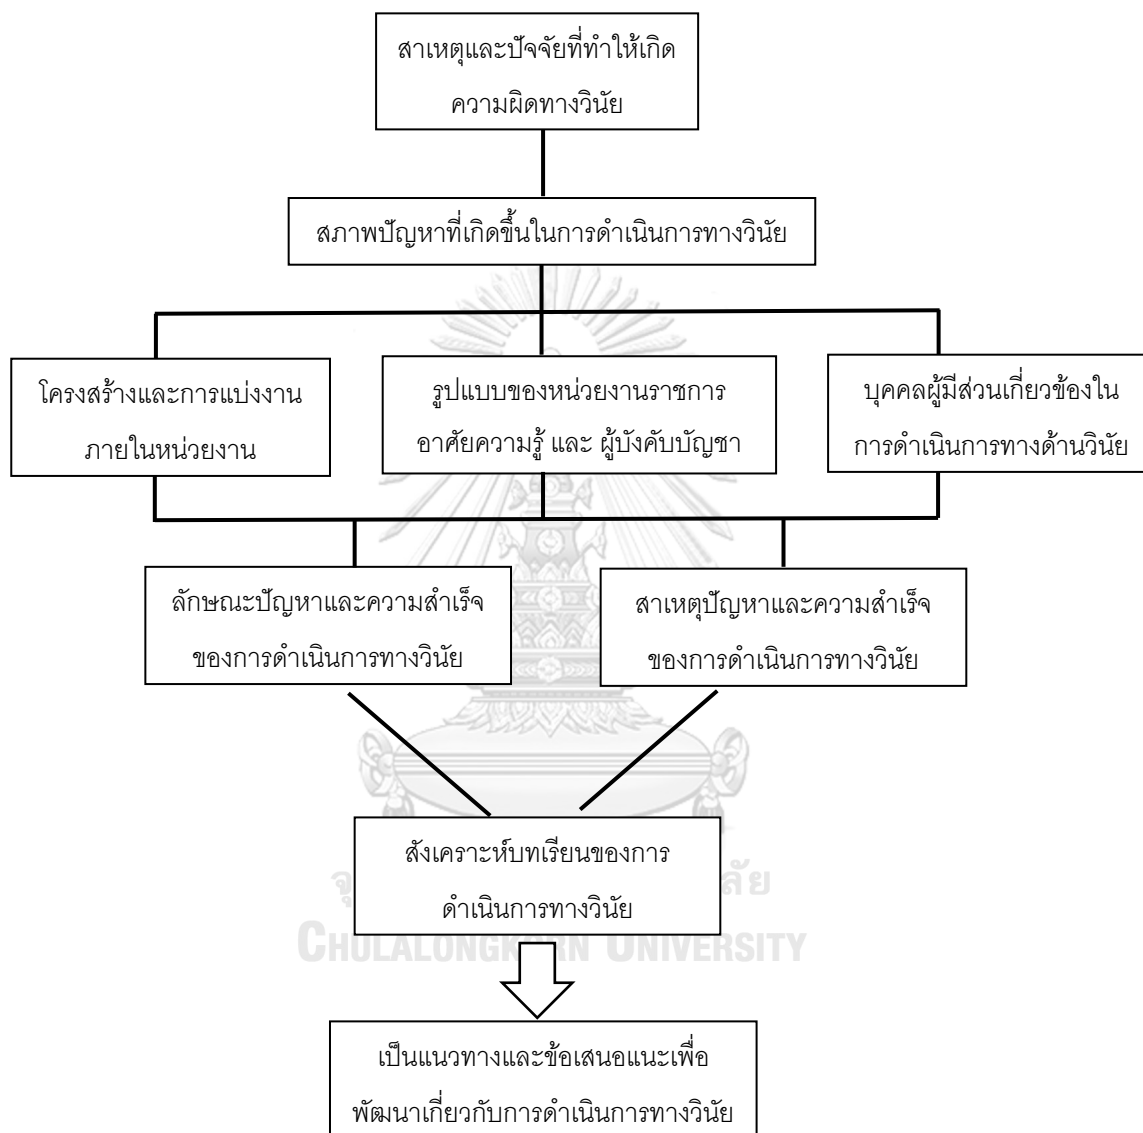 สาเหตุและปัจจัยที่ทำให้เกิด
ความผิดทางวินัย
สภาพปัญหาที่เกิดขึ้นในการดำเนินการทางวินัย
โครงสร้างและการแบ่งงาน
ภายในหน่วยงาน
รูปแบบของหน่วยงานราชการ
อาศัยความรู้ และ ผู้บังคับบัญชา
บุคคลผู้มีส่วนเกี่ยวข้องใน
การดำเนินการทางด้านวินัย
ลักษณะปัญหาและความสำเร็จ
ของการดำเนินการทางวินัย
สาเหตุปัญหาและความสำเร็จ
ของการดำเนินการทางวินัย
สังเคราะห์บทเรียนของการ
ดำเนินการทางวินัย
CHULALONGKORN UNIVERSITY
เป็นแนวทางและข้อเสนอแนะเพื่อ
พัฒนาเกี่ยวกับการดำเนินการทางวินัย